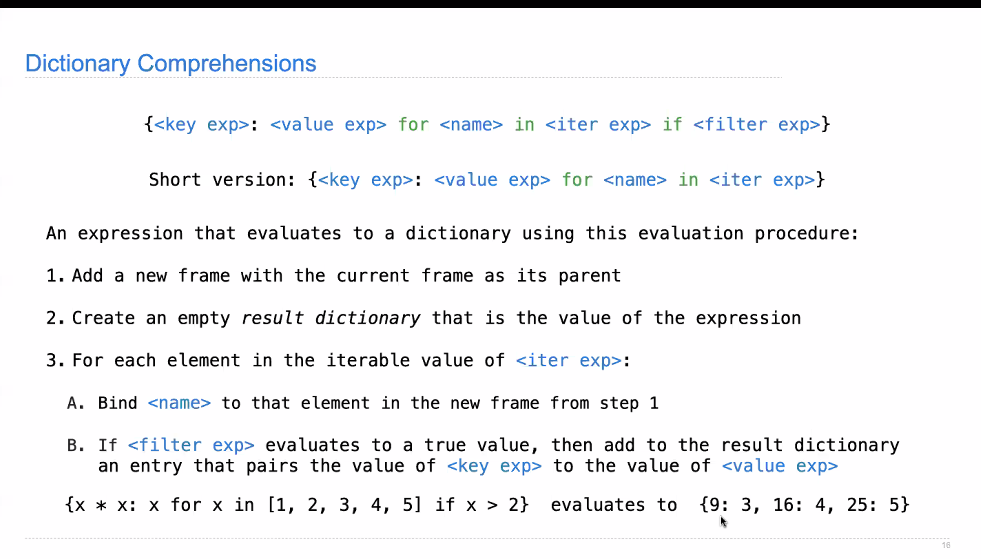 Dictionary Comprehensions
{<key exp>: <value exp> for <name> in <iter exp> if <filter exp>}
Short version: {<key exp>: <value exp> for <name> in <iter exp>}
An expression that evaluates to a dictionary using this evaluation procedure:
1. Add a new frame with the current frame as its parent
2. Create an empty result dictionary that is the value of the expression
3. For each element in the iterable value of <iter exp>:
A. Bind <name> to that element in the new frame from step 1
B. If <filter exp> evaluates to a true value, then add to the result dictionary
an entry that pairs the value of <key exp> to the value of <value exp>
{x * x: x for x in [1, 2, 3, 4, 5] if x > 2}  evaluates to  {9: 3, 16: 4, 25: 5}
16